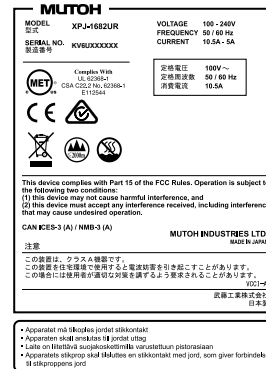 MUTOH
MODEL XPJ-1682UR
型式
SERIAL NO. KV6UXXXXXX
製造番号
VOLTAGE 100 - 240V
FREQUENCY 50 / 60 Hz
CURRENT 10.5A - 5A
定格電圧 100V～
定格周波数 50 / 60 Hz
消費電流 10.5A
MET
C US
Complies With
UL 62368-1
CSA C22.2 No. 62368-1
E112544
CE
2000m
This device complies with Part 15 of the FCC Rules. Operation is subject t
the following two conditions:
(1) this device may not cause harmful interference, and
(2) this device must accept any interference received, including interferenc
that may cause undesired operation.
CAN ICES-3 (A) / NMB-3 (A)
MUTOH INDUSTRIES LTD
MADE IN JAPA
注意
この装置は、クラスA機器です。
この装置を住宅環境で使用すると電波妨害を引き起こすことがあります。
この場合には使用者が適切な対策を講ずるよう要求されることがあります。
VCCI-A
武藤工業株式会社
日本製
• Apparatet må tilkoples jordet stikkontakt
• Apparaten skall anslutas till jordat uttag
• Laite on liitettävä suojakoskettimilla varustettuun pistorasiaan
• Apparatets stikprop skal tilsluttes en stikkontakt med jord, som giver forbindels
til stikproppens jord